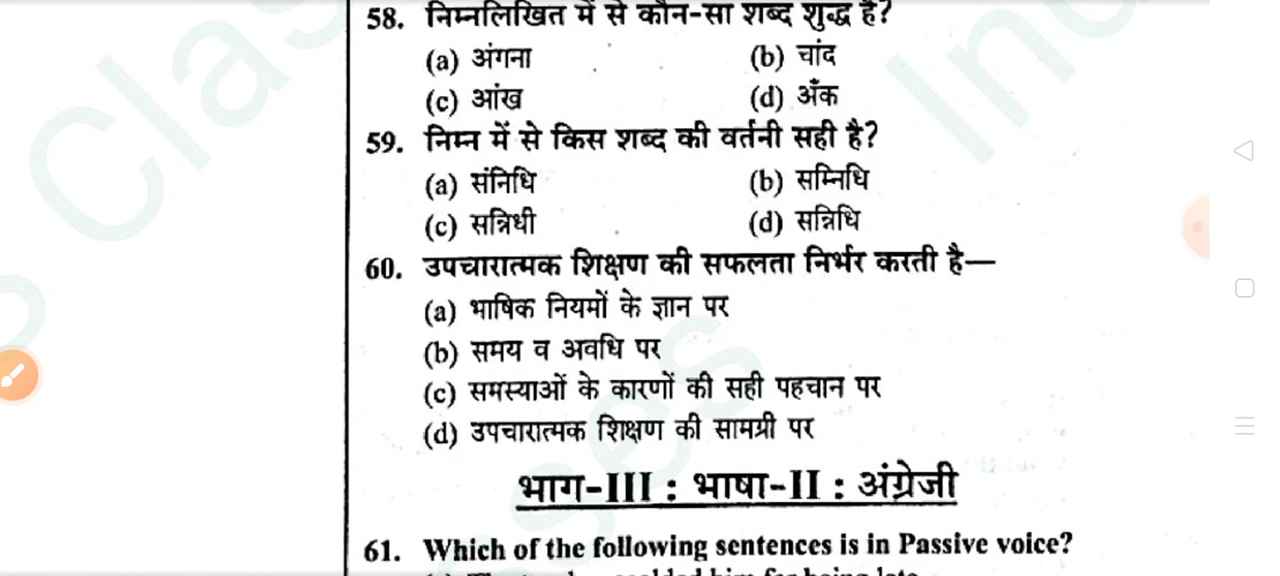 58. निम्नलिखित में से कौन-सा शब्द शुद्ध है?
(a) अंगना (b) चांद
(c) आंख (d) अँक
59. निम्न में से किस शब्द की वर्तनी सही है?
(a) संनिधि (b) सम्निधि
(c) सन्निधी (d) सन्निधि
60. उपचारात्मक शिक्षण की सफलता निर्भर करती है—
(a) भाषिक नियमों के ज्ञान पर
(b) समय व अवधि पर
(c) समस्याओं के कारणों की सही पहचान पर
(d) उपचारात्मक शिक्षण की सामग्री पर
भाग-III : भाषा-II : अंग्रेजी
61. Which of the following sentences is in Passive voice?